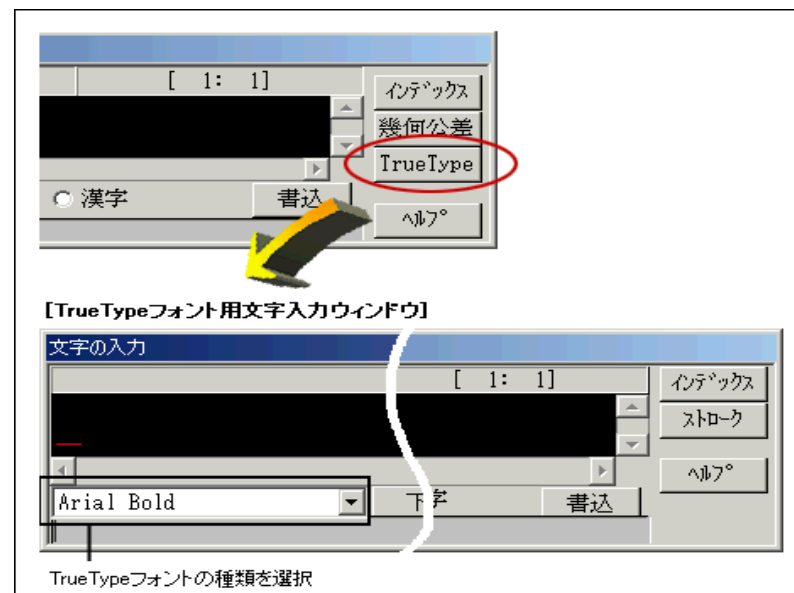 [ 1: 1]
インデックス
幾何公差
TrueType
漢字
書込
ヘルプ
[TrueTypeフォント用文字入力ウィンドウ]
文字の入力
[ 1: 1]
インデックス
ストローク
ヘルプ
Arial Bold
下字
書込
TrueTypeフォントの種類を選択